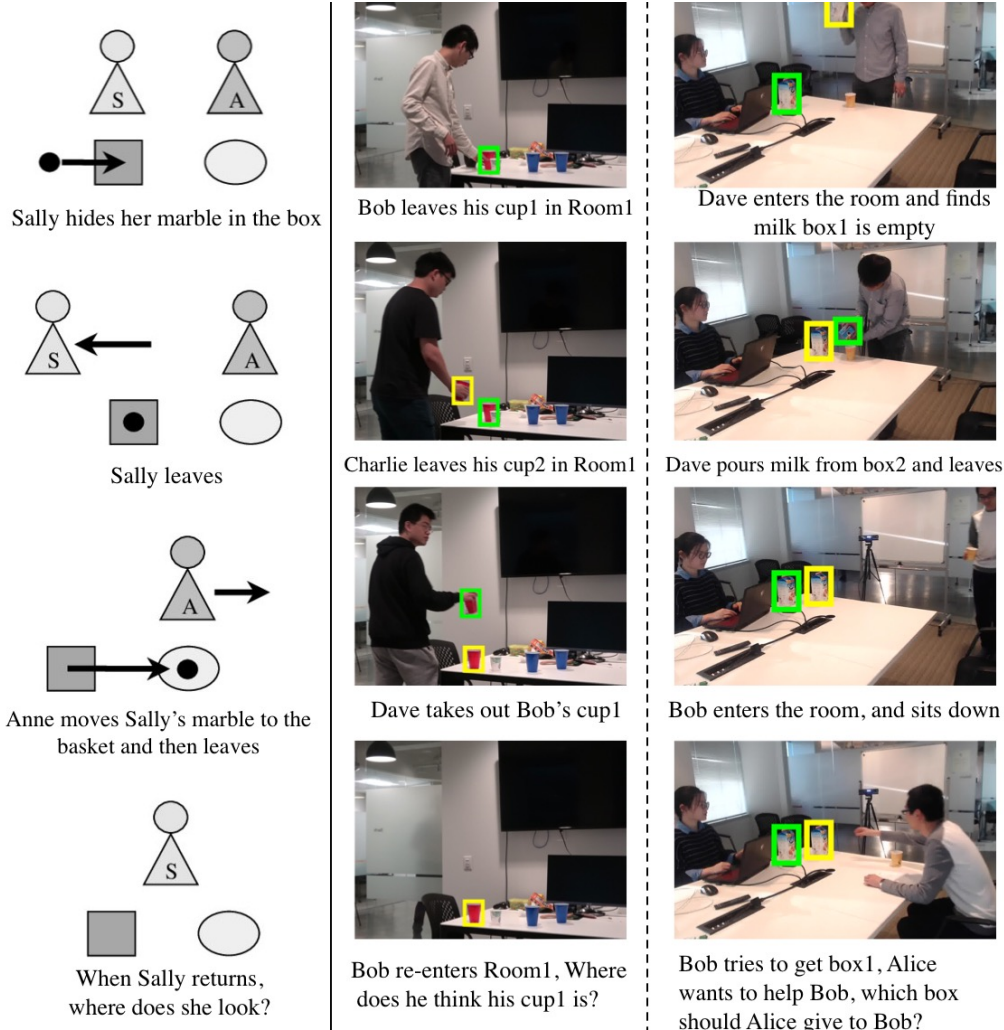 S
A
Sally hides her marble in the box
S
A
Sally leaves
A
Anne moves Sally's marble to the
basket and then leaves
S
When Sally returns,
where does she look?
Bob leaves his cup1 in Room1
Charlie leaves his cup2 in Room1
Dave takes out Bob's cup1
Bob re-enters Room1, Where
does he think his cup1 is?
Dave enters the room and finds
milk box1 is empty
Dave pours milk from box2 and leaves
Bob enters the room, and sits down
Bob tries to get box1, Alice
wants to help Bob, which box
should Alice give to Bob?